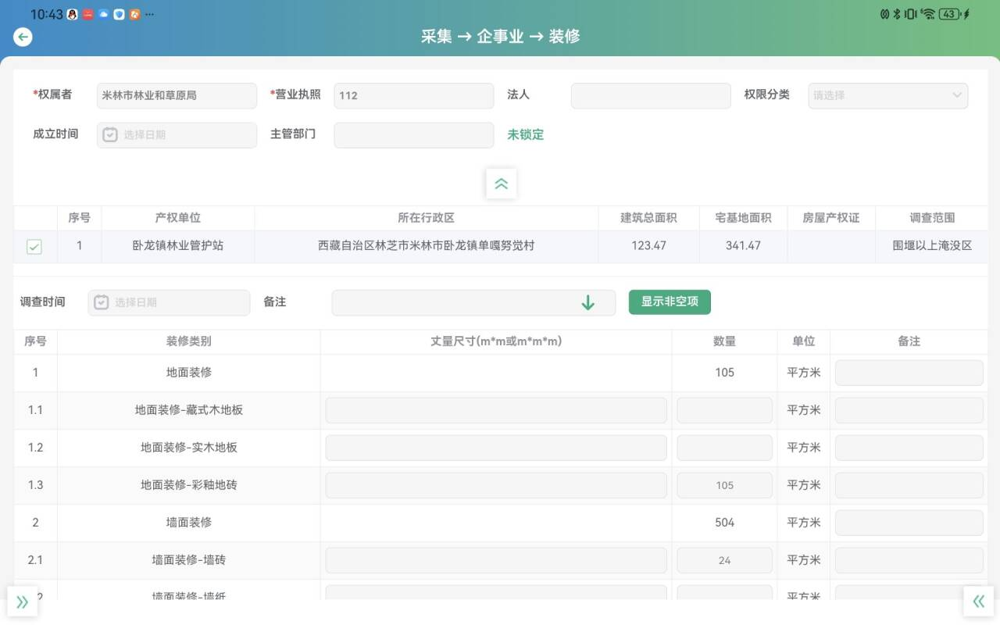 10:43 ··· 43
采集 → 企事业 → 装修
*权属者 米林市林业和草原局 *营业执照 112 法人 权限分类 请选择
成立时间 选择日期 主管部门 未锁定
序号 产权单位 所在行政区 建筑总面积 宅基地面积 房屋产权证 调查范围
1 卧龙镇林业管护站 西藏自治区林芝市米林市卧龙镇单嘎努觉村 123.47 341.47 围堰以上淹没区
调查时间 选择日期 备注 显示非空项
序号 装修类别 丈量尺寸(m*m或m*m*m) 数量 单位 备注
1 地面装修 105 平方米
1.1 地面装修-藏式木地板 平方米
1.2 地面装修-实木地板 平方米
1.3 地面装修-彩釉地砖 105 平方米
2 墙面装修 504 平方米
2.1 墙面装修-墙砖 24 平方米
2 墙面装修-墙纸 平方米